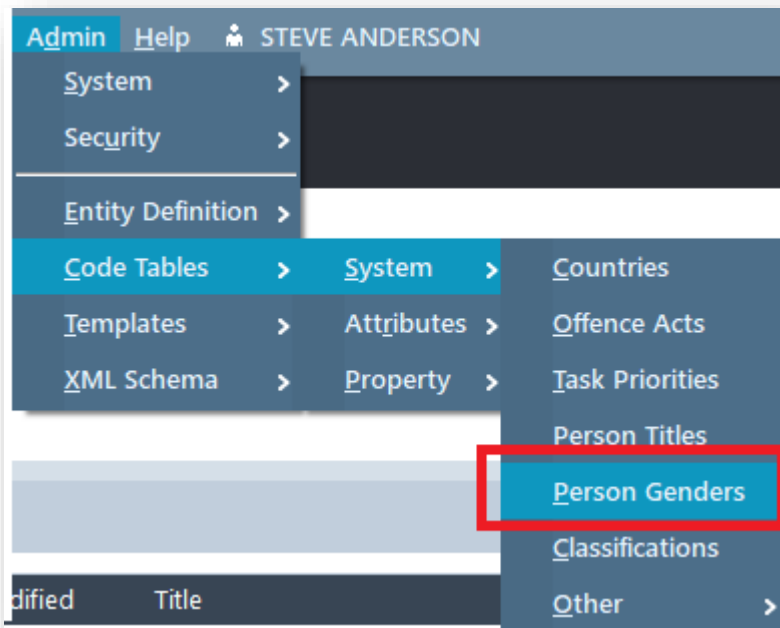 Admin Help STEVE ANDERSON
System
Security
Entity Definition
Code Tables
Templates
XML Schema
System
Attributes
Property
Countries
Offence Acts
Task Priorities
Person Titles
Person Genders
Classifications
Other
dified Title